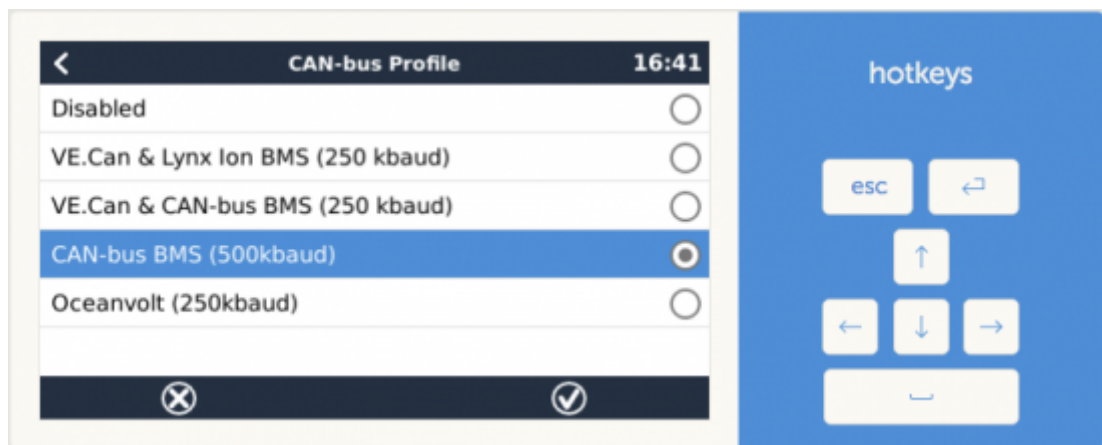 CAN-bus Profile 16:41
Disabled
VE.Can & Lynx Ion BMS (250 kbaud)
VE.Can & CAN-bus BMS (250 kbaud)
CAN-bus BMS (500kbaud)
Oceanvolt (250kbaud)
hotkeys
esc